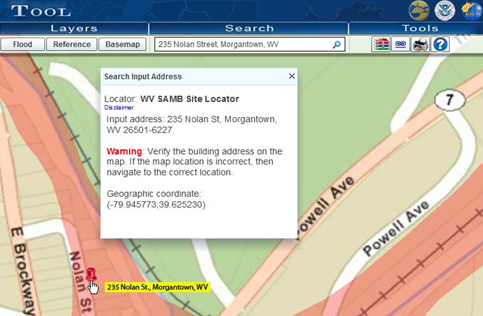 TOOL
Layers Search Tools
Flood Reference Basemap 235 Nolan Street, Morgantown, WV
Search Input Address
Locator: WV SAMB Site Locator
Disclaimer
Input address: 235 Nolan St, Morgantown,
WV 26501-6227
Warning: Verify the building address on the
map. If the map location is incorrect, then
navigate to the correct location.
Geographic coordinate:
(-79.945773,39.625230)
7
Powell Ave
Powell Ave
E Brockway
Nolan St
235 Nolan St., Morgantown, WV